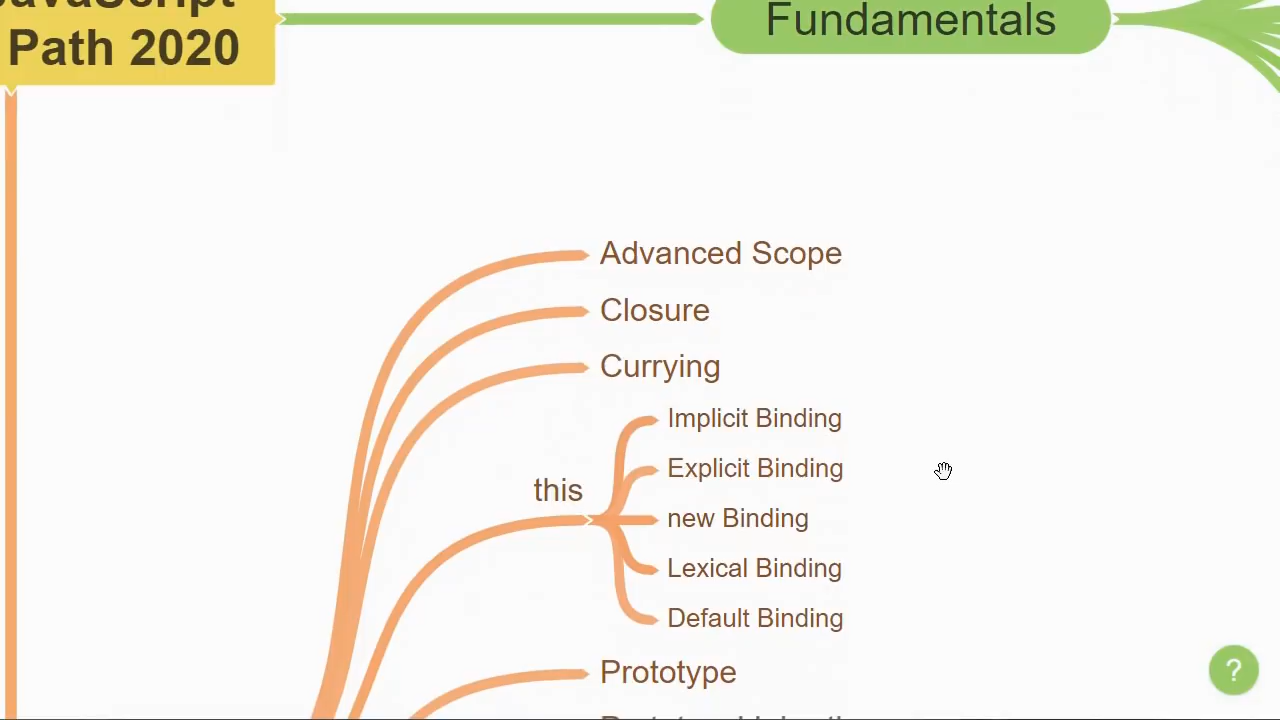 JavaScript
Path 2020
Fundamentals
Advanced Scope
Closure
Currying
this
Implicit Binding
Explicit Binding
new Binding
Lexical Binding
Default Binding
Prototype
?